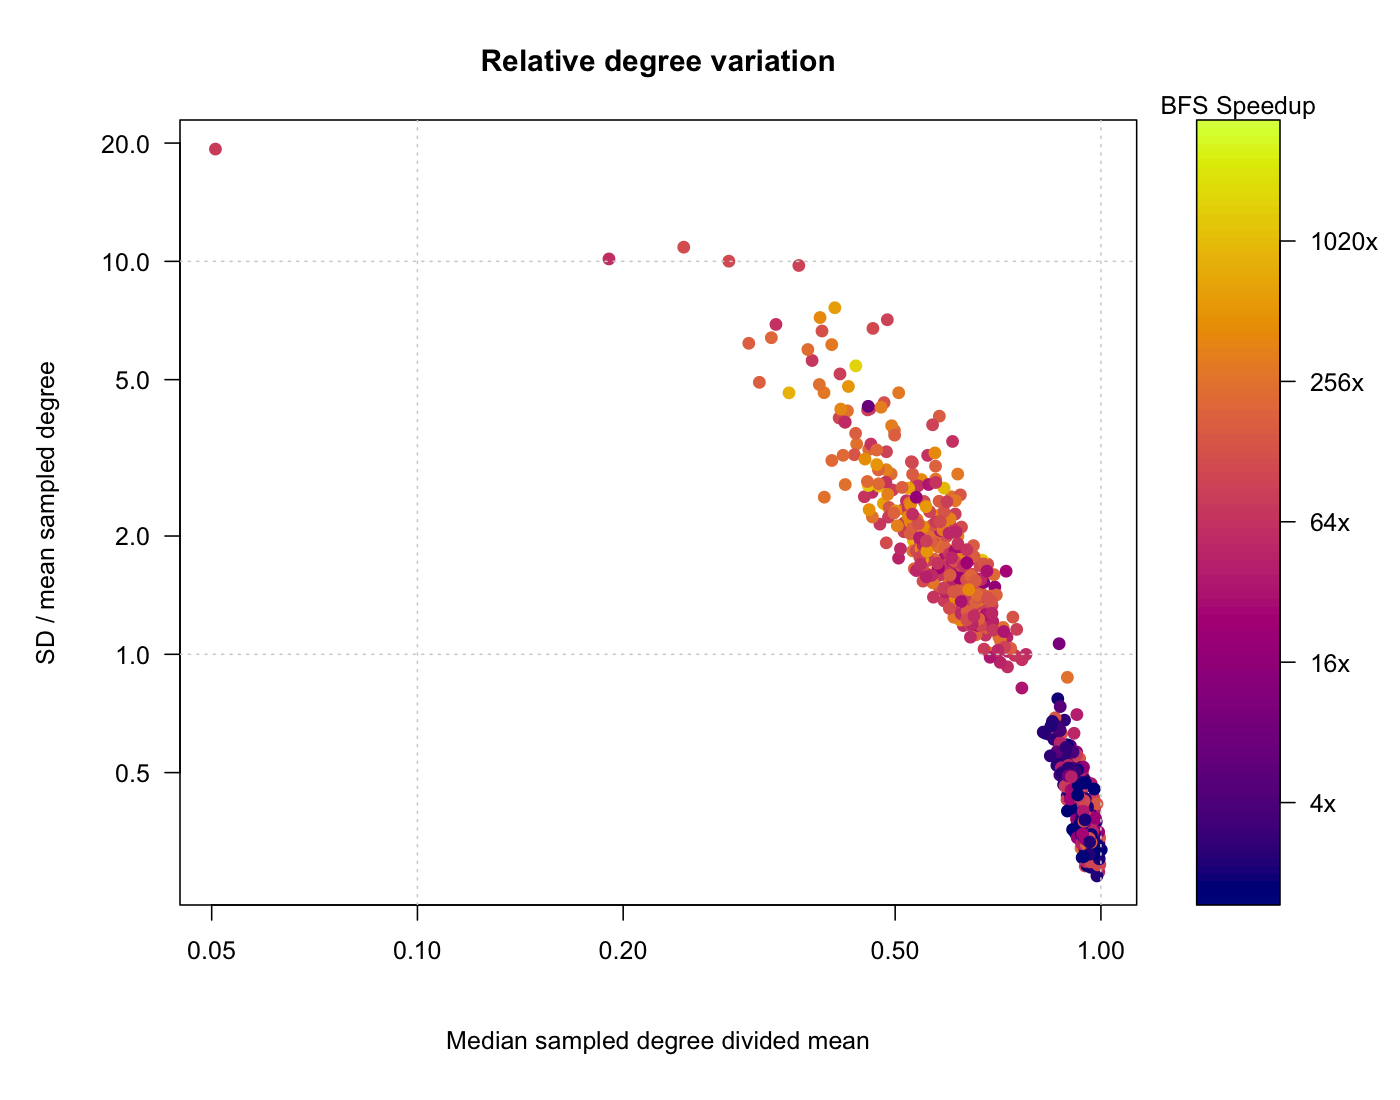 Relative degree variation
BFS Speedup
20.0
10.0
5.0
2.0
1.0
0.5
SD / mean sampled degree
0.05
0.10
0.20
0.50
1.00
Median sampled degree divided mean
1020x
256x
64x
16x
4x